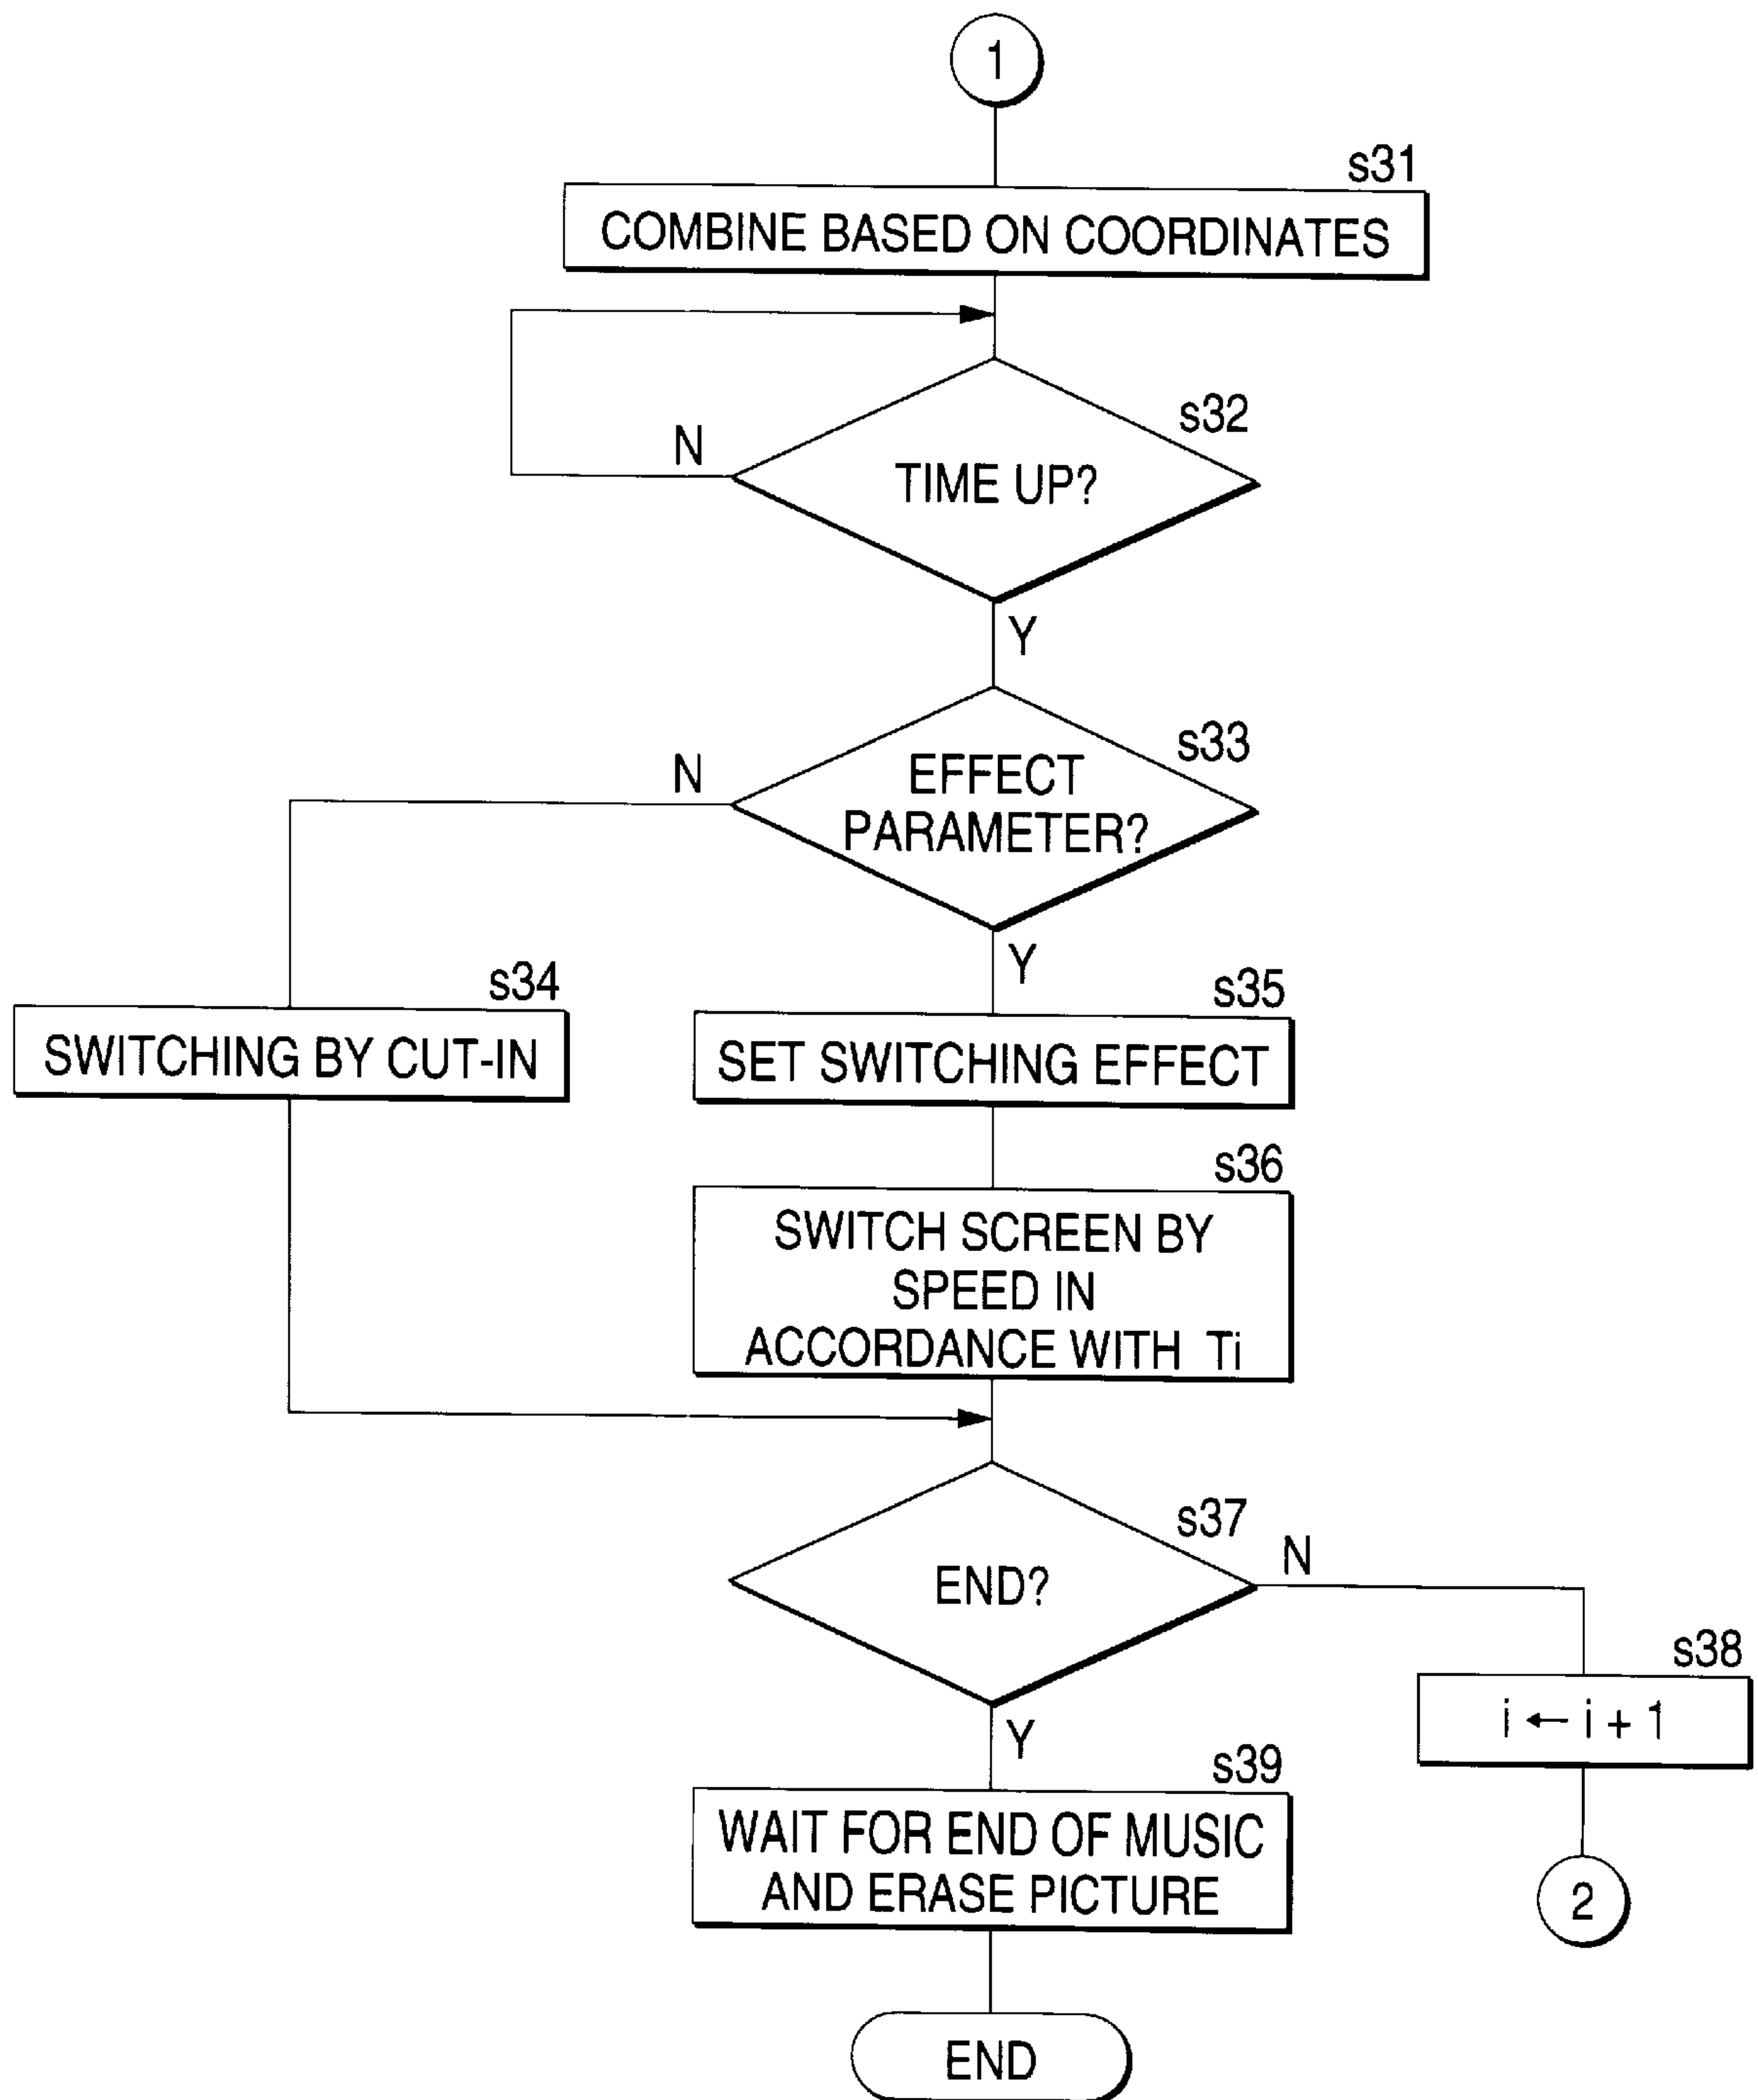 1
s31
COMBINE BASED ON COORDINATES
s32
N
TIME UP?
Y
s33
N
EFFECT
PARAMETER?
Y
s34
SWITCHING BY CUT-IN
s35
SET SWITCHING EFFECT
s36
SWITCH SCREEN BY
SPEED IN
ACCORDANCE WITH Ti
s37
N
END?
Y
s38
i ← i + 1
2
s39
WAIT FOR END OF MUSIC
AND ERASE PICTURE
END